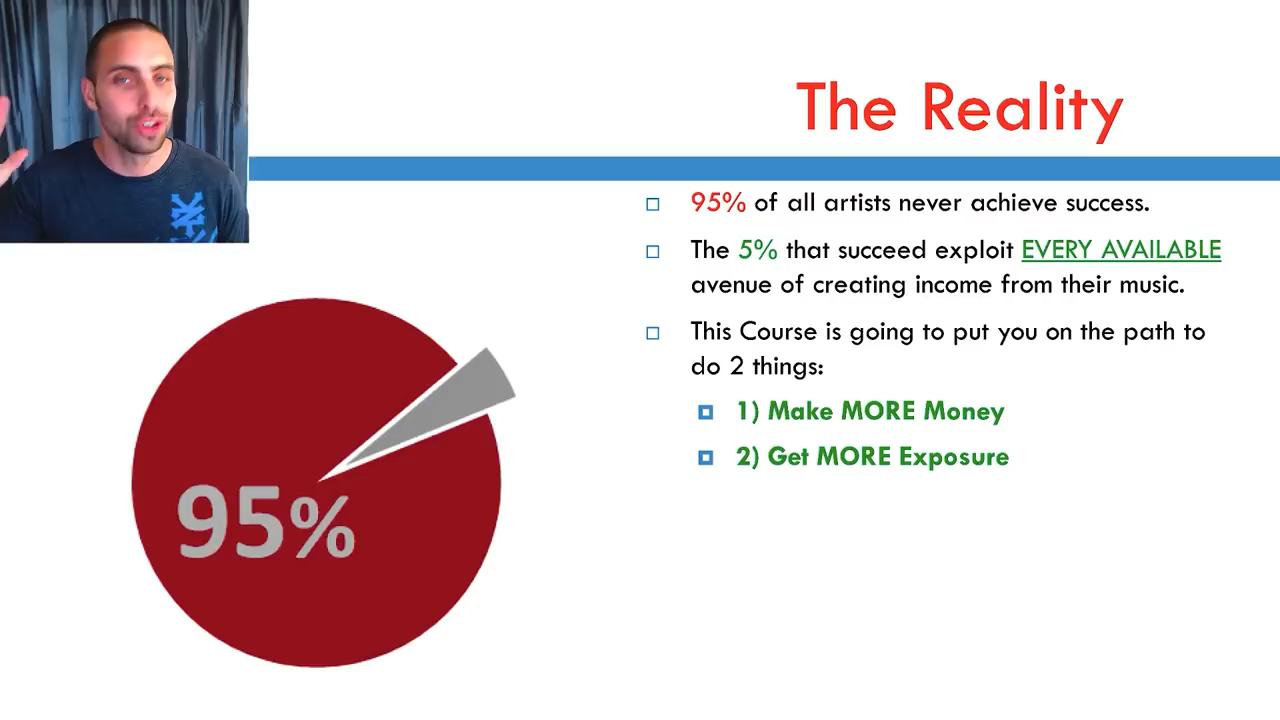 The Reality
95% of all artists never achieve success.
The 5% that succeed exploit EVERY AVAILABLE
avenue of creating income from their music.
This Course is going to put you on the path to
do 2 things:
1) Make MORE Money
2) Get MORE Exposure
95%